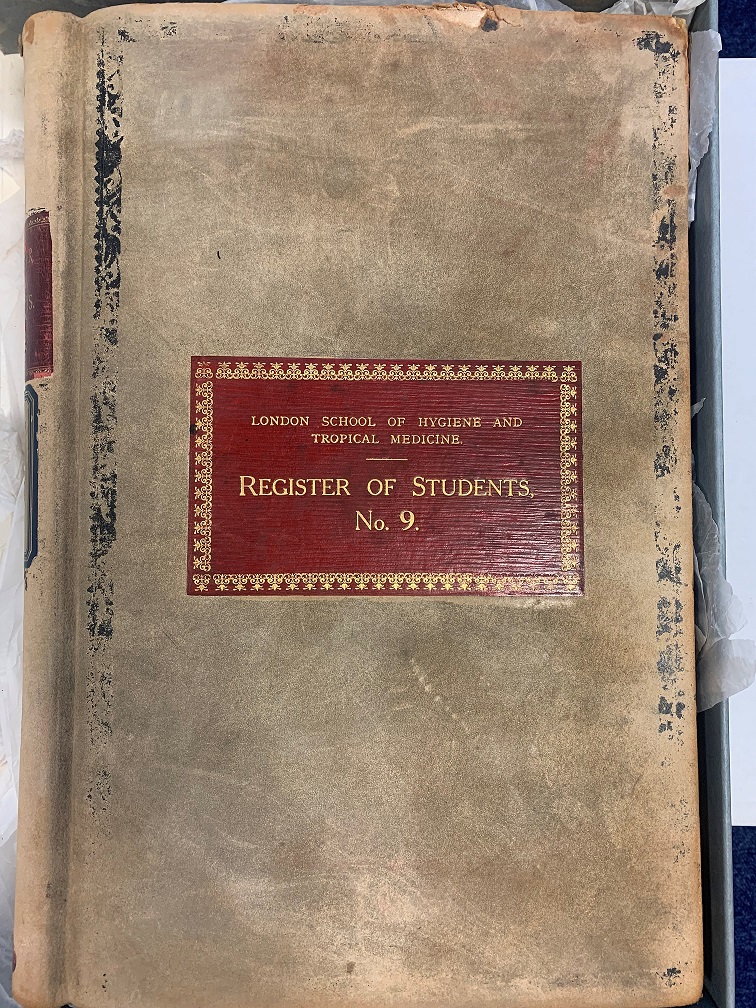 LONDON SCHOOL OF HYGIENE AND
TROPICAL MEDICINE.
REGISTER OF STUDENTS,
No. 9.